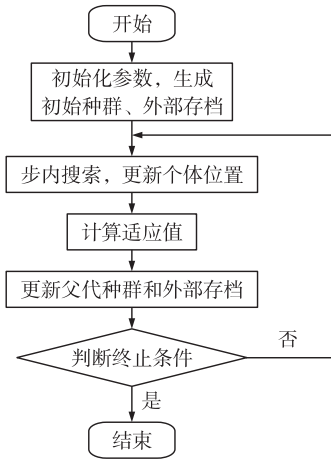 开始
初始化参数，生成
初始种群、外部存档
步内搜索，更新个体位置
计算适应值
更新父代种群和外部存档
判断终止条件
否
是
结束